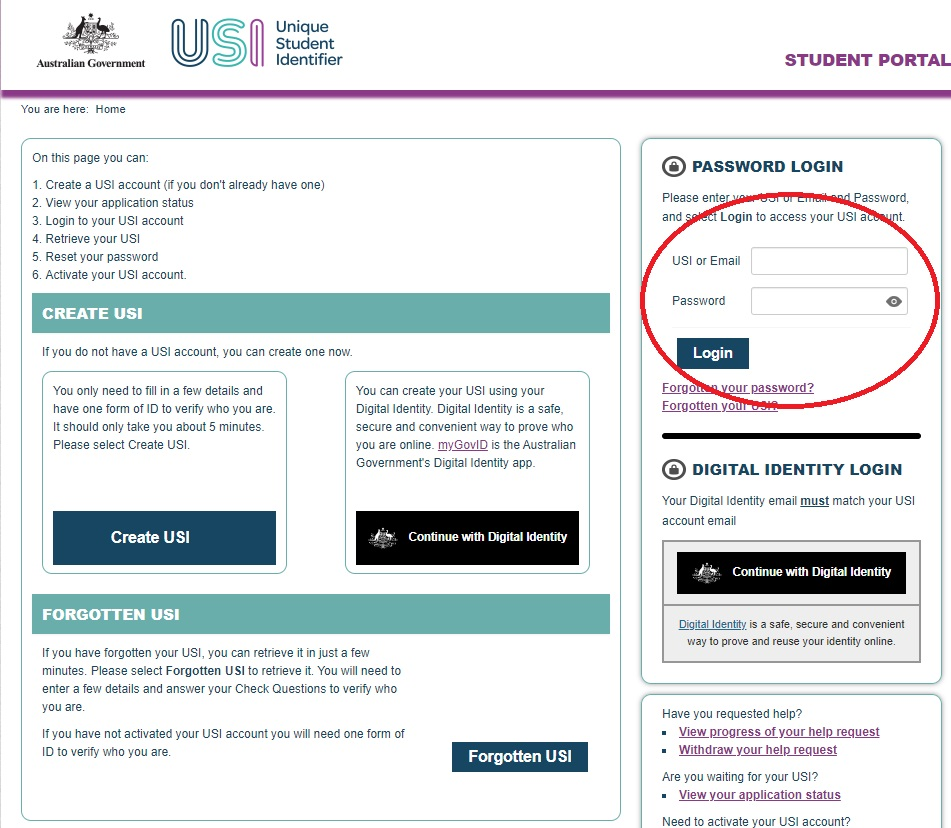 Australian Government
USI Unique
Student
Identifier
STUDENT PORTAL
You are here: Home
On this page you can:
1. Create a USI account (if you don't already have one)
2. View your application status
3. Login to your USI account
4. Retrieve your USI
5. Reset your password
6. Activate your USI account.
CREATE USI
If you do not have a USI account, you can create one now.
You only need to fill in a few details and
have one form of ID to verify who you are.
It should only take you about 5 minutes.
Please select Create USI.
Create USI
You can create your USI using your
Digital Identity. Digital Identity is a safe,
secure and convenient way to prove who
you are online. myGovID is the Australian
Government's Digital Identity app.
Continue with Digital Identity
FORGOTTEN USI
If you have forgotten your USI, you can retrieve it in just a few
minutes. Please select Forgotten USI to retrieve it. You will need to
enter a few details and answer your Check Questions to verify who
you are.
If you have not activated your USI account you will need one form of
ID to verify who you are.
Forgotten USI
PASSWORD LOGIN
Please enter your USI or Email and Password,
and select Login to access your USI account.
USI or Email
Password
Login
Forgotten your password?
Forgotten your USI?
DIGITAL IDENTITY LOGIN
Your Digital Identity email must match your USI
account email
Continue with Digital Identity
Digital Identity is a safe, secure and convenient
way to prove and reuse your identity online.
Have you requested help?
View progress of your help request
Withdraw your help request
Are you waiting for your USI?
View your application status
Need to activate your USI account?